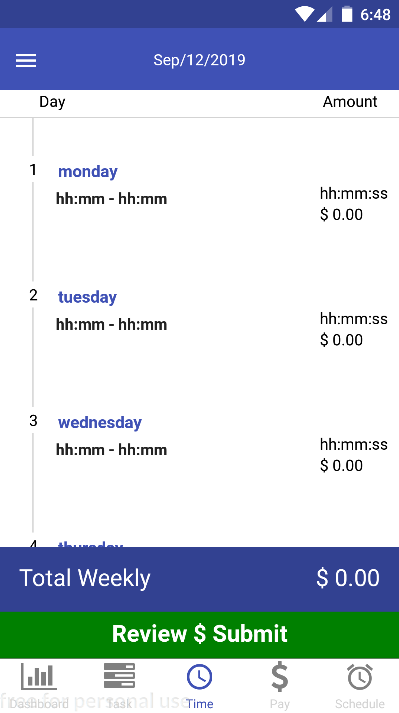 6:48
Sep/12/2019
Day Amount
1 monday
hh:mm - hh:mm hh:mm:ss
$ 0.00
2 tuesday
hh:mm - hh:mm hh:mm:ss
$ 0.00
3 wednesday
hh:mm - hh:mm hh:mm:ss
$ 0.00
4 thursday
Total Weekly $ 0.00
Review $ Submit
free for personal use
Dashboard Task Time Pay Schedule